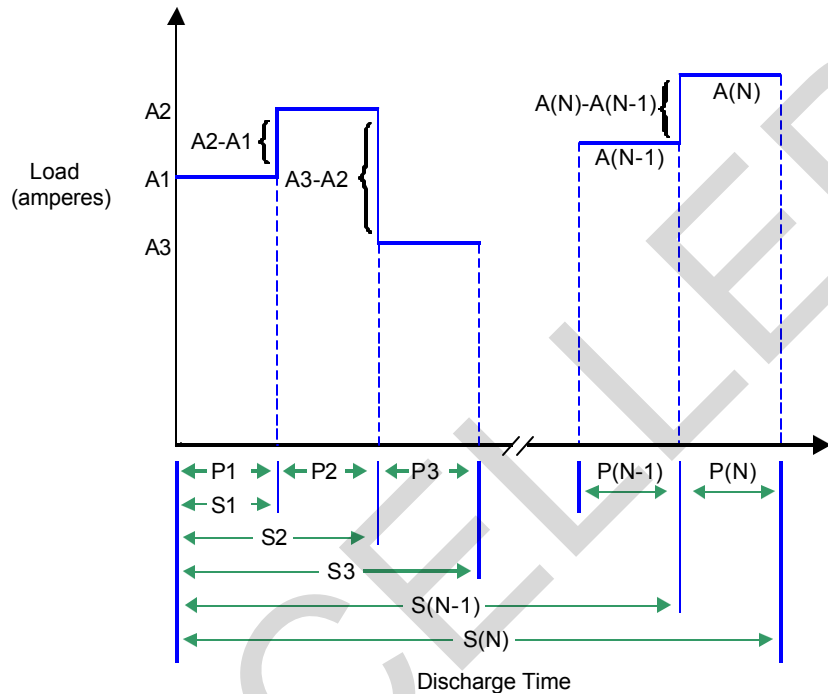 A2
A2-A1
A1
A3-A2
A3
Load
(amperes)
A(N)-A(N-1)
A(N)
A(N-1)
P1
P2
P3
P(N-1)
P(N)
S1
S2
S3
S(N-1)
S(N)
Discharge Time
CELLED